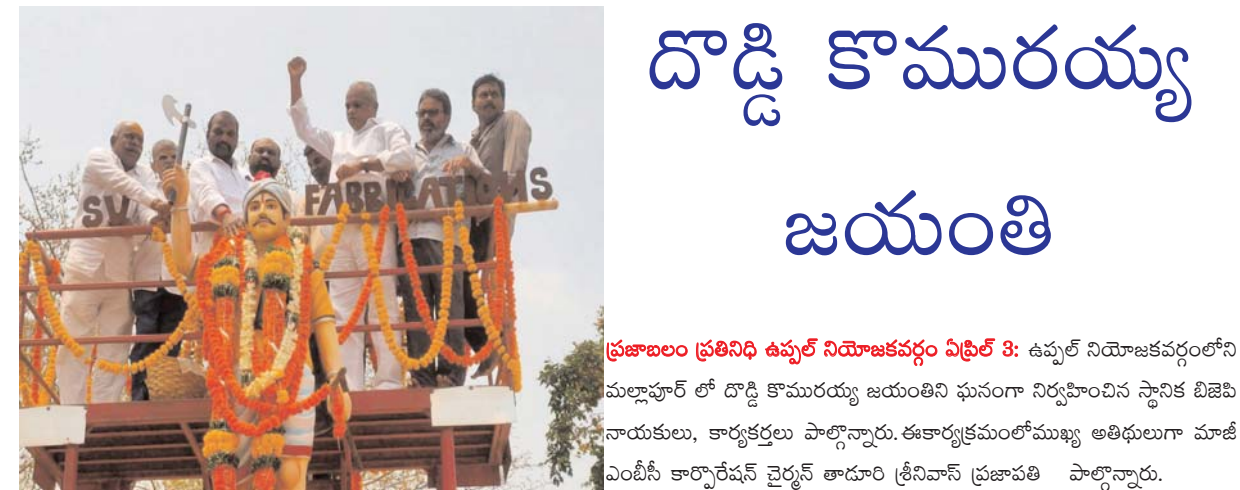 దొడ్డి కొమురయ్య
జయంతి
SV FABRICATIONS
ప్రజాబలం ప్రతినిధి ఉప్పల్ నియోజకవర్గం ఏప్రిల్ 3: ఉప్పల్ నియోజకవర్గంలోని
మల్లాపూర్ లో దొడ్డి కొమురయ్య జయంతిని ఘనంగా నిర్వహించిన స్థానిక బిజెపి
నాయకులు, కార్యకర్తలు పాల్గొన్నారు.ఈకార్యక్రమంలోముఖ్య అతిథులుగా మాజీ
ఎంబీసీ కార్పొరేషన్ చైర్మన్ తాడూరి శ్రీనివాస్ ప్రజాపతి పాల్గొన్నారు.